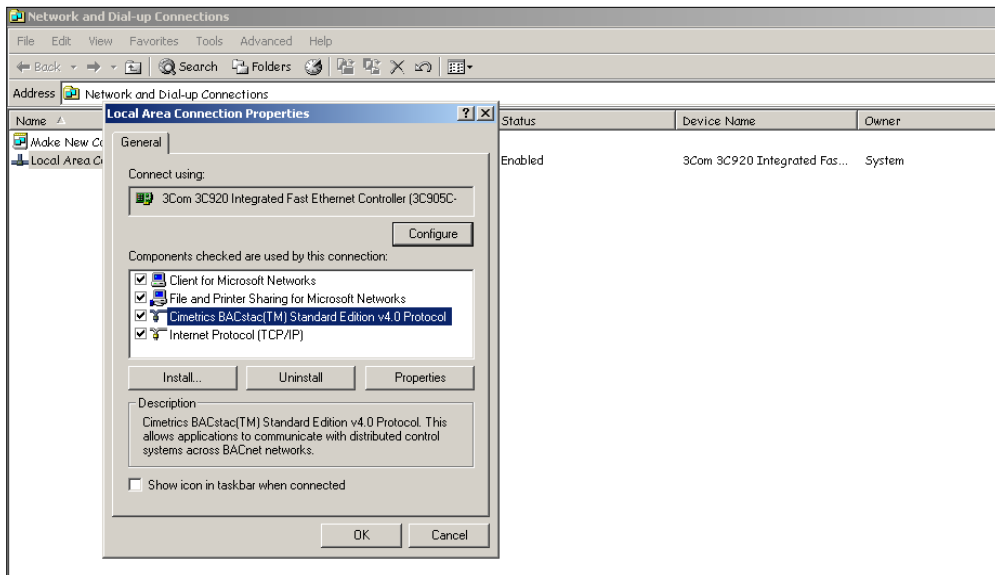 Network and Dial-up Connections
File Edit View Favorites Tools Advanced Help
Back Search Folders
Address Network and Dial-up Connections
Name Status Device Name Owner
Make New Co
Local Area Co Enabled 3Com 3C920 Integrated Fas... System
Local Area Connection Properties
General
Connect using:
3Com 3C920 Integrated Fast Ethernet Controller (3C905C-
Configure
Components checked are used by this connection:
Client for Microsoft Networks
File and Printer Sharing for Microsoft Networks
Cimetrics BACstac(TM) Standard Edition v4.0 Protocol
Internet Protocol (TCP/IP)
Install... Uninstall Properties
Description
Cimetrics BACstac(TM) Standard Edition v4.0 Protocol. This
allows applications to communicate with distributed control
systems across BACnet networks.
Show icon in taskbar when connected
OK Cancel